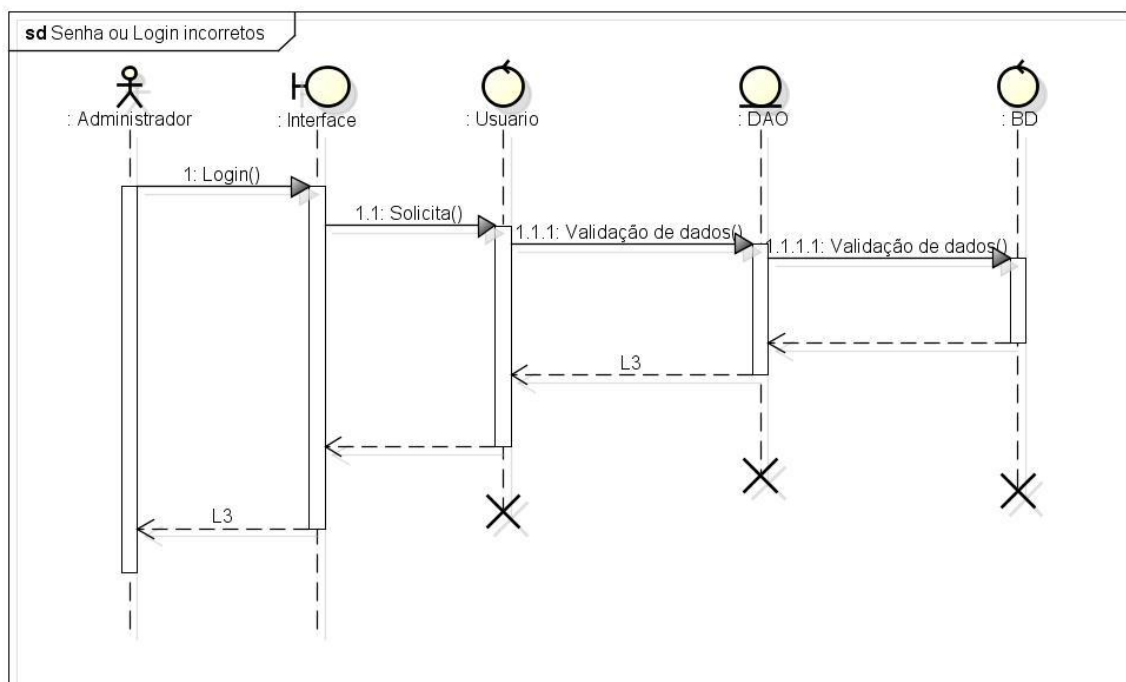 sd Senha ou Login incorretos
: Administrador
: Interface
: Usuario
: DAO
: BD
1: Login()
1.1: Solicita()
1.1.1: Validação de dados()
1.1.1.1: Validação de dados()
L3
L3